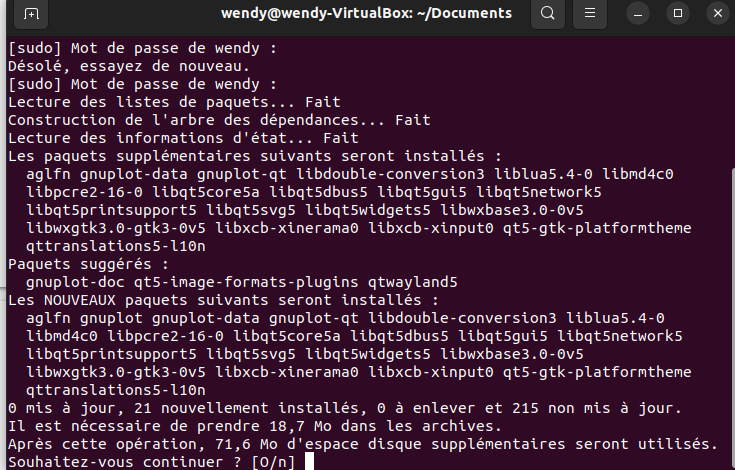 wendy@wendy-VirtualBox: ~/Documents
[sudo] Mot de passe de wendy :
Désolé, essayez de nouveau.
[sudo] Mot de passe de wendy :
Lecture des listes de paquets... Fait
Construction de l'arbre des dépendances... Fait
Lecture des informations d'état... Fait
Les paquets supplémentaires suivants seront installés :
  aglfn gnuplot-data gnuplot-qt libdouble-conversion3 liblua5.4-0 libmd4c0
  libpcre2-16-0 libqt5core5a libqt5dbus5 libqt5gui5 libqt5network5
  libqt5printsupport5 libqt5svg5 libqt5widgets5 libwxbase3.0-0v5
  libwxgtk3.0-gtk3-0v5 libxcb-xinerama0 libxcb-xinput0 qt5-gtk-platformtheme
  qttranslations5-l10n
Paquets suggérés :
  gnuplot-doc qt5-image-formats-plugins qtwayland5
Les NOUVEAUX paquets suivants seront installés :
  aglfn gnuplot gnuplot-data gnuplot-qt libdouble-conversion3 liblua5.4-0
  libmd4c0 libpcre2-16-0 libqt5core5a libqt5dbus5 libqt5gui5 libqt5network5
  libqt5printsupport5 libqt5svg5 libqt5widgets5 libwxbase3.0-0v5
  libwxgtk3.0-gtk3-0v5 libxcb-xinerama0 libxcb-xinput0 qt5-gtk-platformtheme
  qttranslations5-l10n
0 mis à jour, 21 nouvellement installés, 0 à enlever et 215 non mis à jour.
Il est nécessaire de prendre 18,7 Mo dans les archives.
Après cette opération, 71,6 Mo d'espace disque supplémentaires seront utilisés.
Souhaitez-vous continuer ? [O/n]